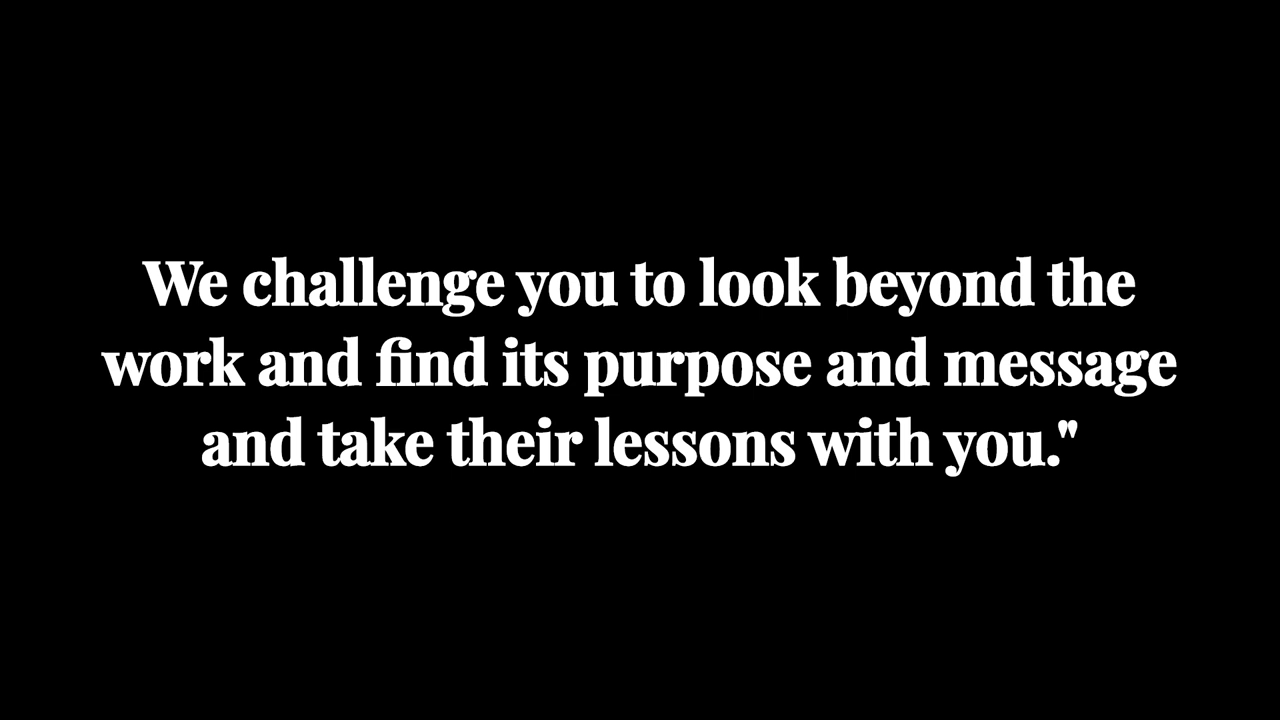 We challenge you to look beyond the
work and find its purpose and message
and take their lessons with you."